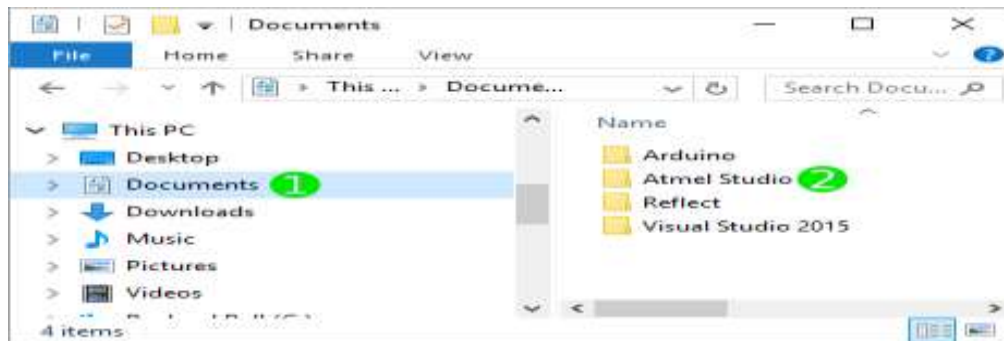 Documents
File Home Share View
This ... Docume... Search Docu...
This PC
Desktop
Documents 1
Downloads
Music
Pictures
Videos
Name
Arduino
Atmel Studio 2
Reflect
Visual Studio 2015
4 items